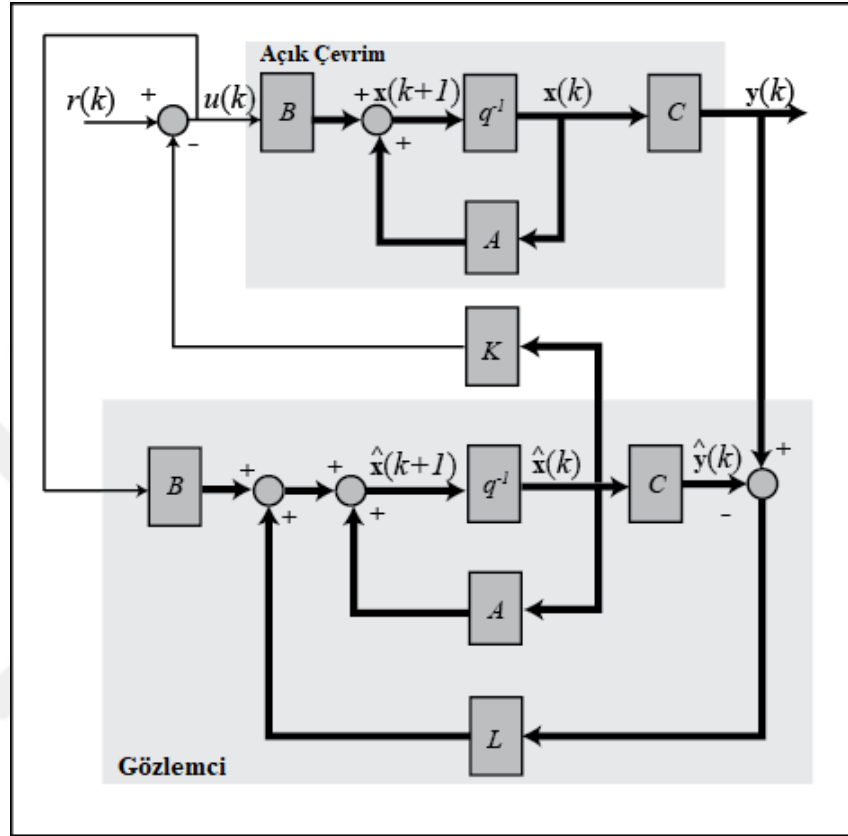 Açık Çevrim
r(k) + u(k) B + x(k+1) q⁻¹ x(k) C y(k)
- +
A
K
B + + x̂(k+1) q⁻¹ x̂(k) C ŷ(k) +
+ + -
A
L
Gözlemci